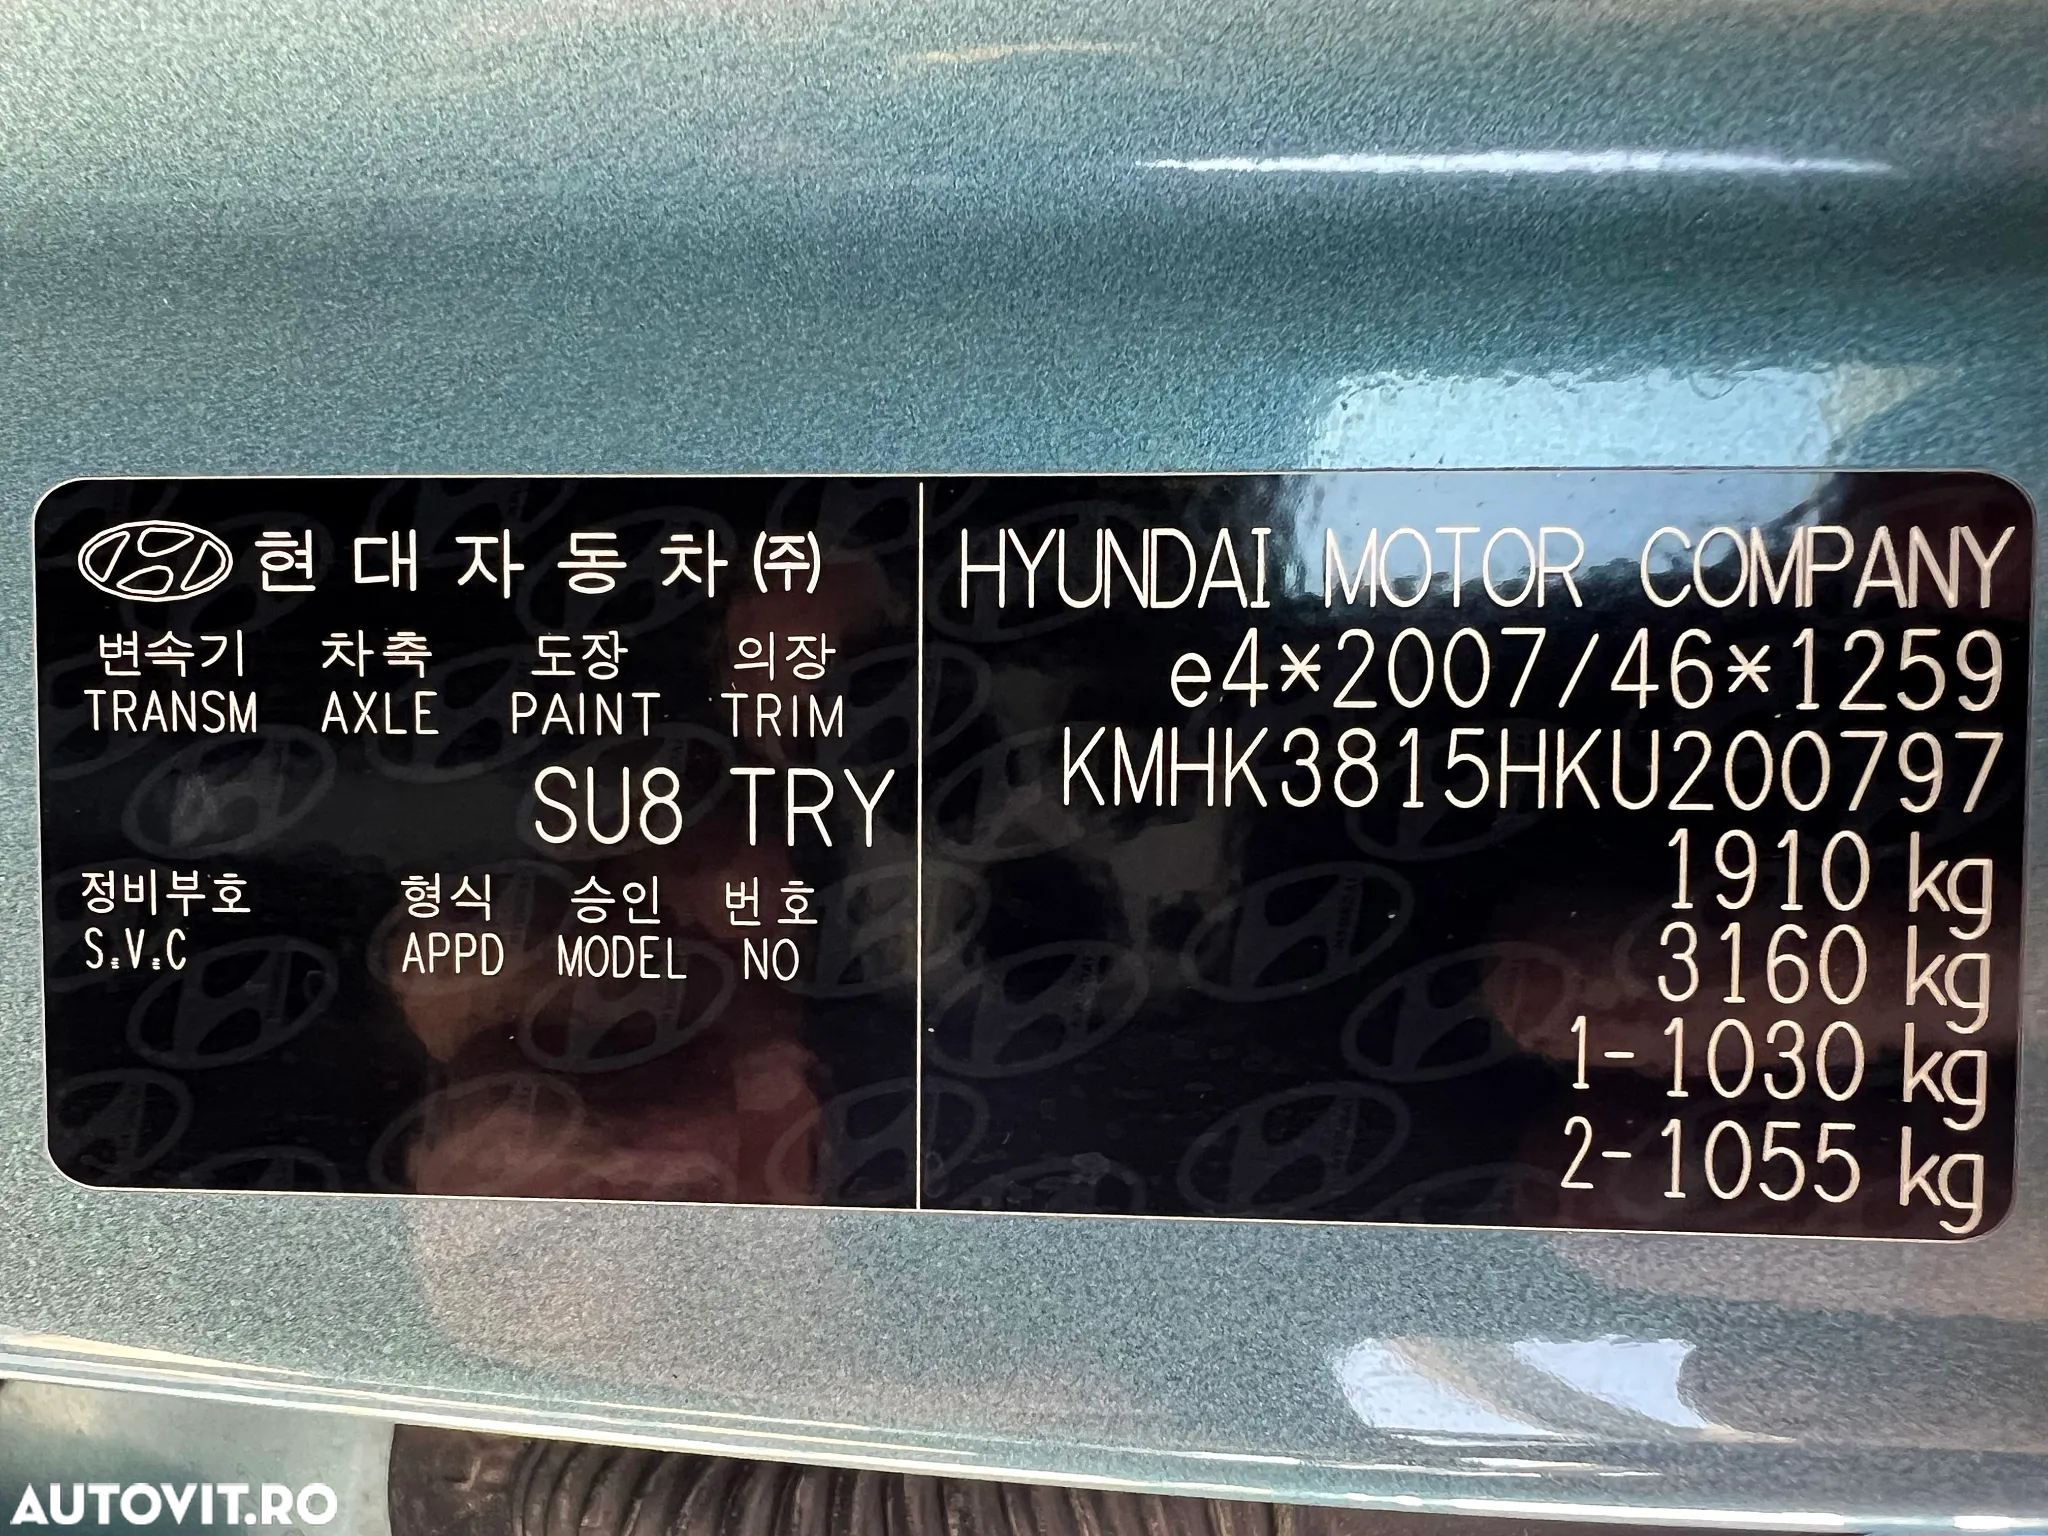 현대자동차㈜
변속기 차축 도장 의장
TRANSM AXLE PAINT TRIM
SU8 TRY
정비부호 형식 승인 번호
S.V.C APPD MODEL NO
HYUNDAI MOTOR COMPANY
e4*2007/46*1259
KMHK3815HKU200797
1910 kg
3160 kg
1-1030 kg
2-1055 kg
AUTOVIT.RO